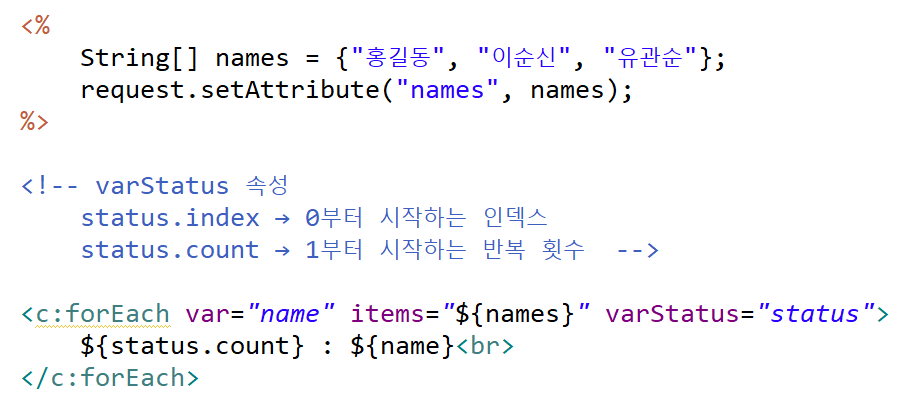 <%
    String[] names = {"홍길동", "이순신", "유관순"};
    request.setAttribute("names", names);
%>
<!-- varStatus 속성
    status.index → 0부터 시작하는 인덱스
    status.count → 1부터 시작하는 반복 횟수  -->
<c:forEach var="name" items="${names}" varStatus="status">
    ${status.count} : ${name}<br>
</c:forEach>